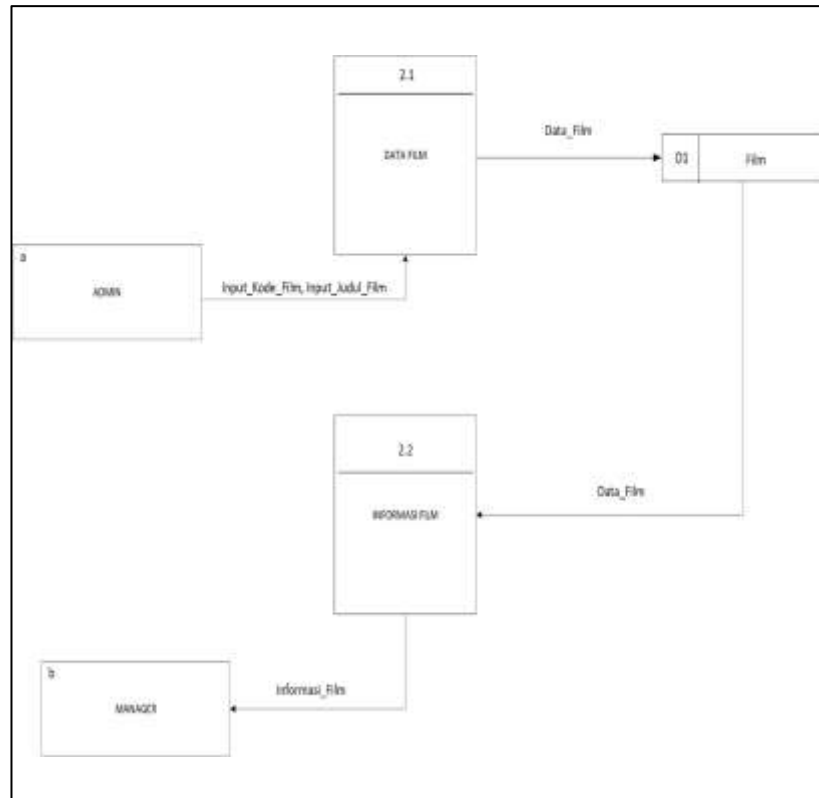 2.1
DATA FILM
Data_Film
D1
Film
a
ADMIN
Input_Kode_Film, Input_Judul_Film
2.2
INFORMASI FILM
Data_Film
b
MANAGER
Informasi_Film